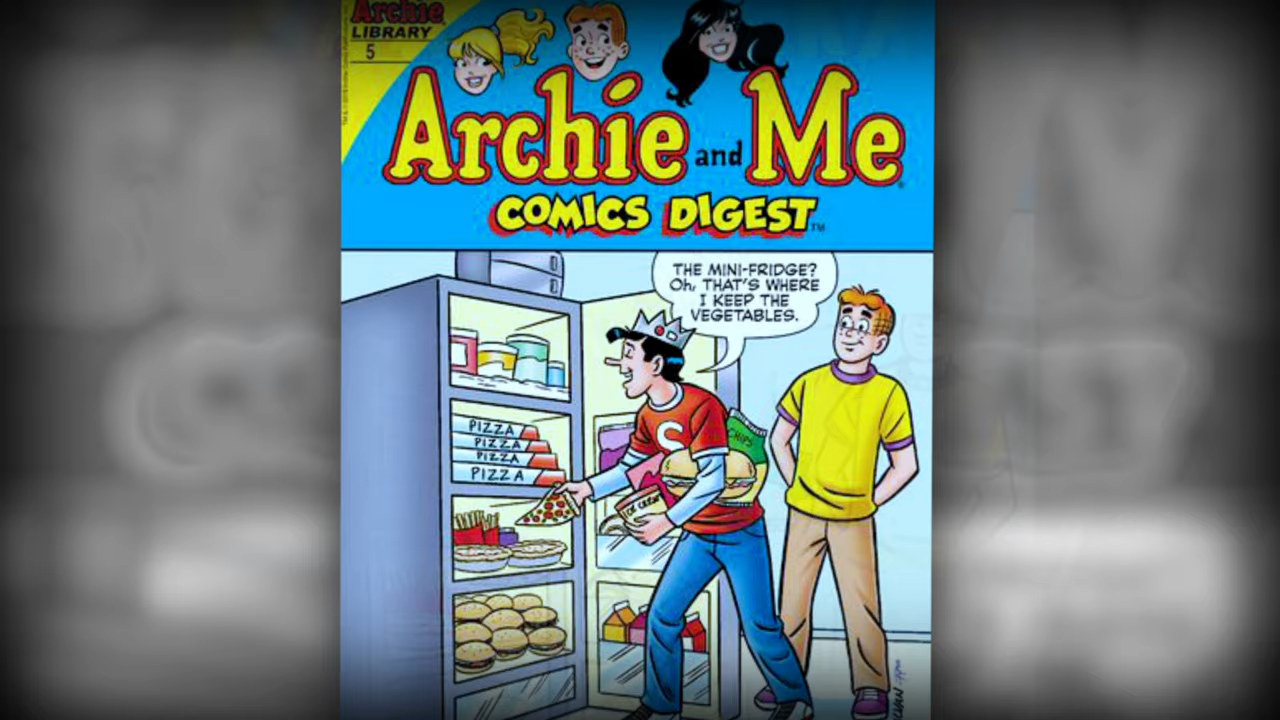 Archie
LIBRARY
5
Archie and Me
COMICS DIGEST™
THE MINI-FRIDGE?
Oh, THAT'S WHERE
I KEEP THE
VEGETABLES.
PIZZA
PIZZA
PIZZA
PIZZA
CHIPS
S
ICE CREAM